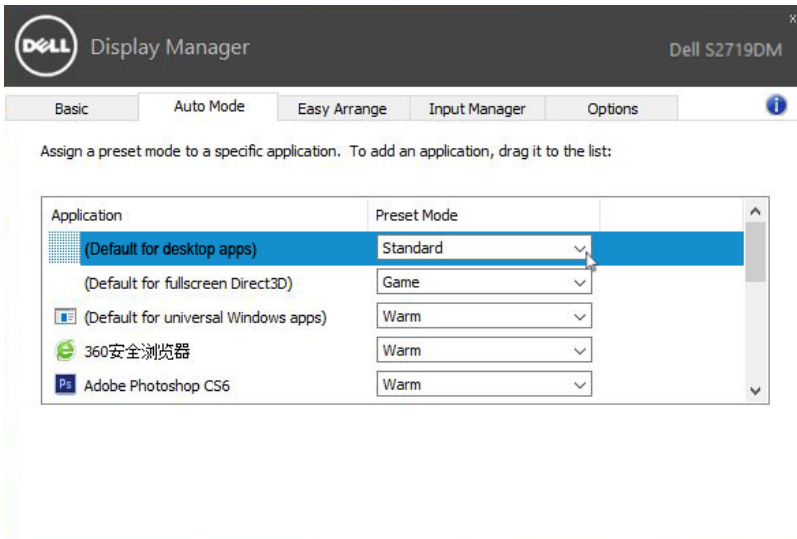 DELL Display Manager Dell S2719DM x
Basic Auto Mode Easy Arrange Input Manager Options i
Assign a preset mode to a specific application. To add an application, drag it to the list:
Application Preset Mode
(Default for desktop apps) Standard
(Default for fullscreen Direct3D) Game
(Default for universal Windows apps) Warm
360安全浏览器 Warm
Ps Adobe Photoshop CS6 Warm